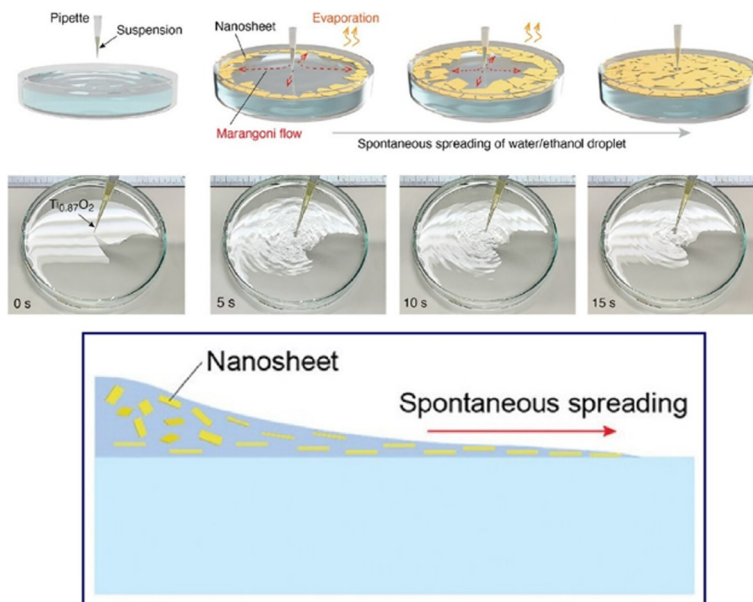 Pipette
Suspension
Nanosheet
Evaporation
Marangoni flow
Spontaneous spreading of water/ethanol droplet
Ti0.87O2
0 s
5 s
10 s
15 s
Nanosheet
Spontaneous spreading